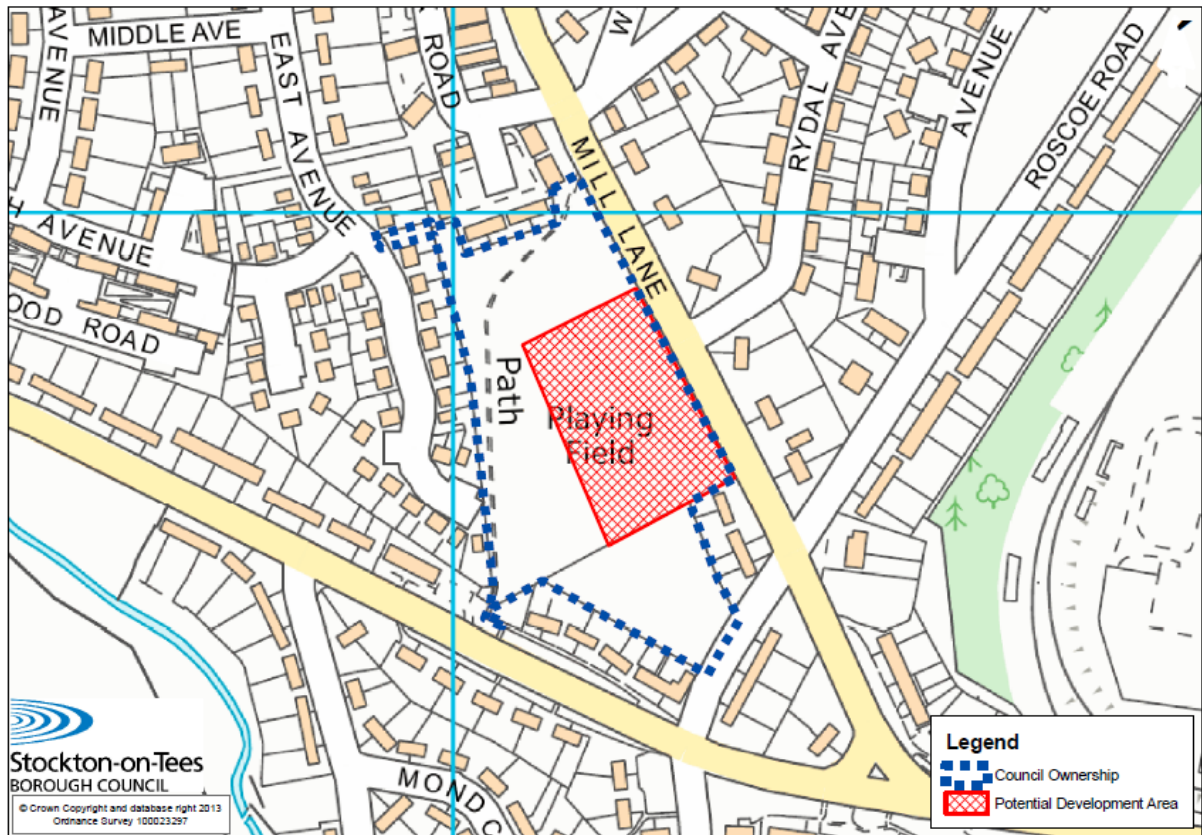 AVENUE
MIDDLE AVE
EAST AVENUE
ROAD
W
RYDAL AVE
AVENUE
ROSCOE ROAD
MILL LANE
H AVENUE
OOD ROAD
Path
Playing
Field
MOND C
Stockton-on-Tees
BOROUGH COUNCIL
© Crown Copyright and database right 2013
Ordnance Survey 100023297
Legend
Council Ownership
Potential Development Area